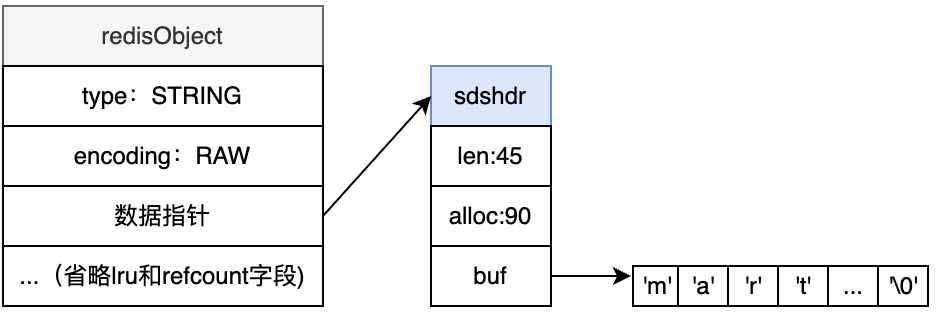 redisObject
type：STRING
encoding：RAW
数据指针
...（省略lru和refcount字段)
sdshdr
len:45
alloc:90
buf
'm' 'a' 'r' 't' ... '\0'